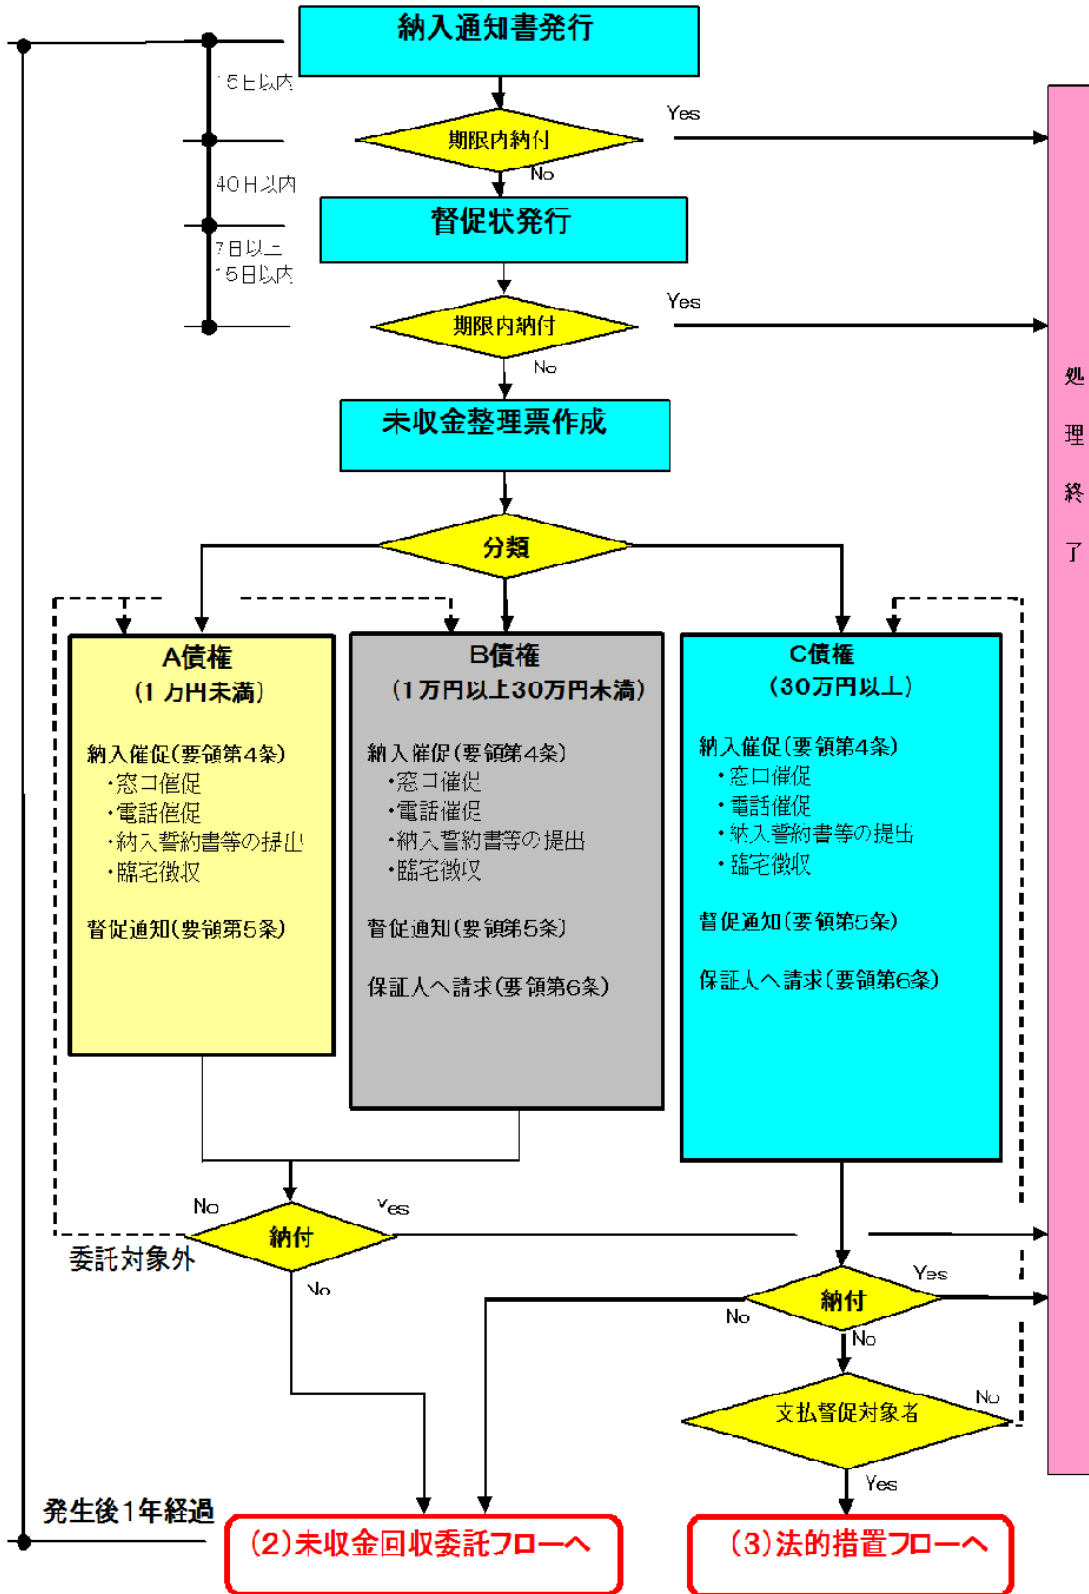 納入通知書発行
15日以内
期限内納付
Yes
No
40日以内
督促状発行
7日以上
15日以内
期限内納付
Yes
No
未収金整理票作成
分類
処理終了
A債権
(1万円未満)
納入催促(要領第4条)
・窓口催促
・電話催促
・納入誓約書等の提出
・臨宅徴収
督促通知(要領第5条)
B債権
(1万円以上30万円未満)
納入催促(要領第4条)
・窓口催促
・電話催促
・納入誓約書等の提出
・臨宅徴収
督促通知(要領第5条)
保証人へ請求(要領第6条)
C債権
(30万円以上)
納入催促(要領第4条)
・窓口催促
・電話催促
・納入誓約書等の提出
・臨宅徴収
督促通知(要領第5条)
保証人へ請求(要領第6条)
No
納付
Yes
委託対象外
No
納付
Yes
No
No
支払督促対象者
No
Yes
発生後1年経過
(2)未収金回収委託フローへ
(3)法的措置フローへ